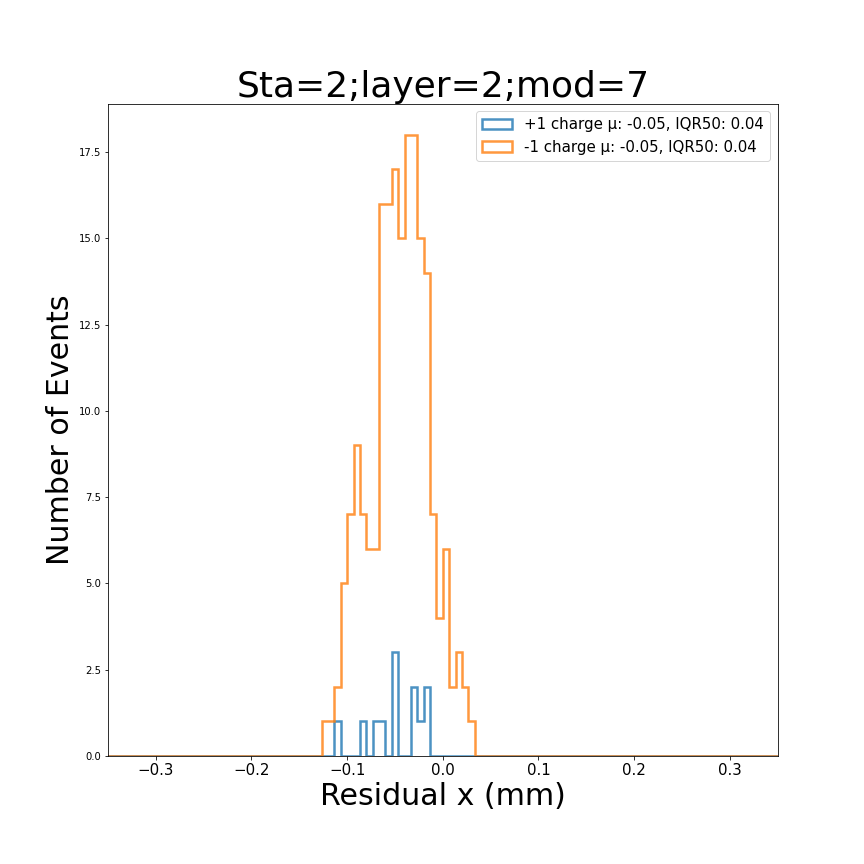 Sta=2;layer=2;mod=7
+1 charge μ: -0.05, IQR50: 0.04
-1 charge μ: -0.05, IQR50: 0.04
17.5
15.0
12.5
10.0
7.5
5.0
2.5
0.0
Number of Events
−0.3 −0.2 −0.1 0.0 0.1 0.2 0.3
Residual x (mm)